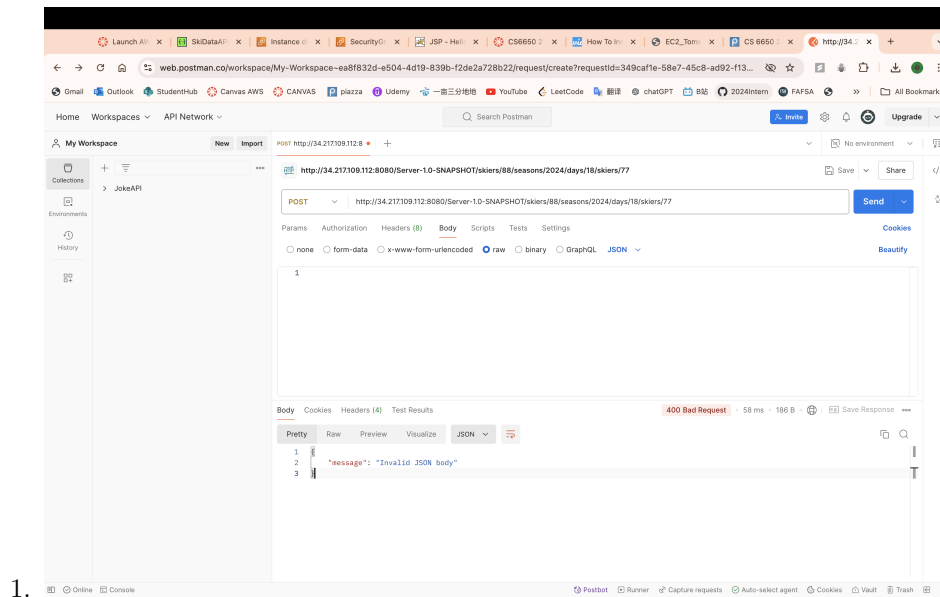 Launch AW
SkiDataAP
Instance d
SecurityG
JSP - Hell
CS6650 2
How To Inc
EC2_Tomc
CS 6650 2
http://34.2
web.postman.co/workspace/My-Workspace~ea8f832d-e504-4d19-839b-f2de2a728b22/request/create?requestId=349caf1e-58e7-45c8-ad92-f13...
Gmail Outlook StudentHub Canvas AWS CANVAS piazza Udemy 一亩三分地 YouTube LeetCode 翻译 chatGPT B站 2024Intern FAFSA » All Bookmark
Home Workspaces API Network Search Postman Invite Upgrade
My Workspace New Import POST http://34.217.109.112:8 No environment
Collections
JokeAPI
Environments
History
HTTP http://34.217.109.112:8080/Server-1.0-SNAPSHOT/skiers/88/seasons/2024/days/18/skiers/77 Save Share
POST http://34.217.109.112:8080/Server-1.0-SNAPSHOT/skiers/88/seasons/2024/days/18/skiers/77 Send
Params Authorization Headers (8) Body Scripts Tests Settings Cookies
none form-data x-www-form-urlencoded raw binary GraphQL JSON Beautify
1
Body Cookies Headers (4) Test Results 400 Bad Request 58 ms 186 B Save Response
Pretty Raw Preview Visualize JSON
1 {
2 "message": "Invalid JSON body"
3 }
1. Online Console Postbot Runner Capture requests Auto-select agent Cookies Vault Trash